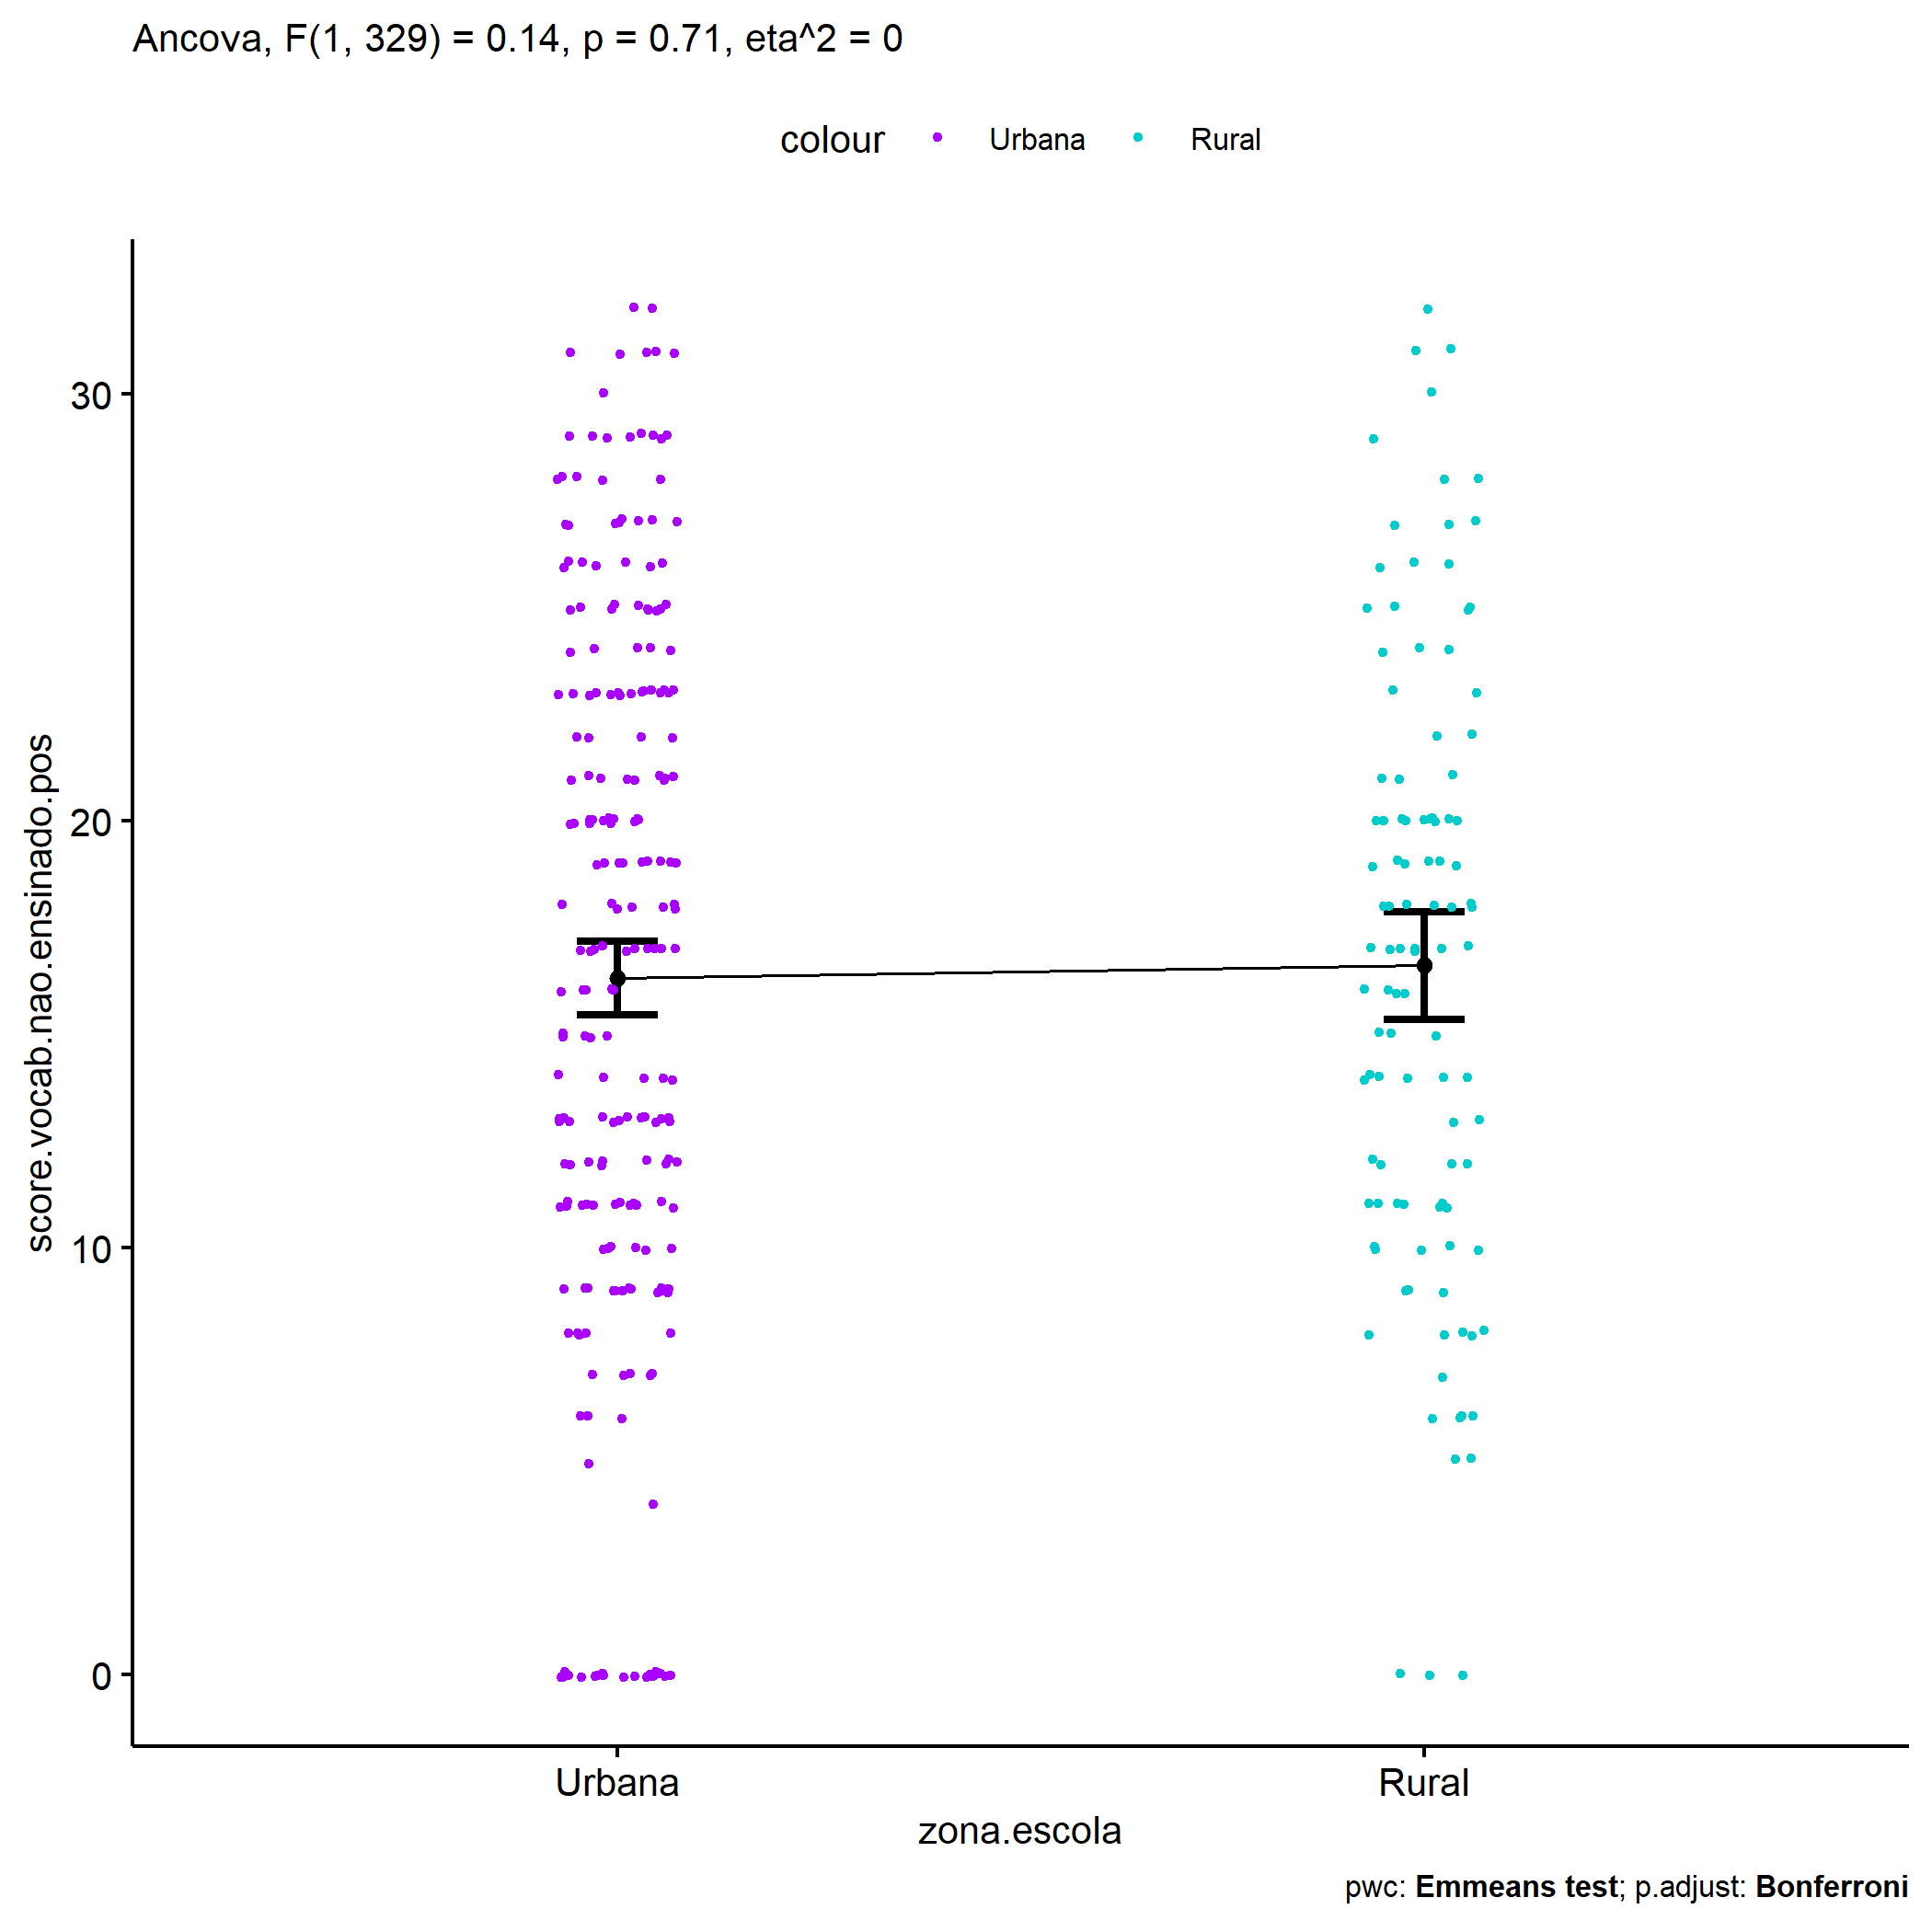 Ancova, F(1, 329) = 0.14, p = 0.71, eta^2 = 0
colour Urbana Rural
score.vocab.nao.ensinado.pos
30
20
10
0
Urbana Rural
zona.escola
pwc: Emmeans test; p.adjust: Bonferroni